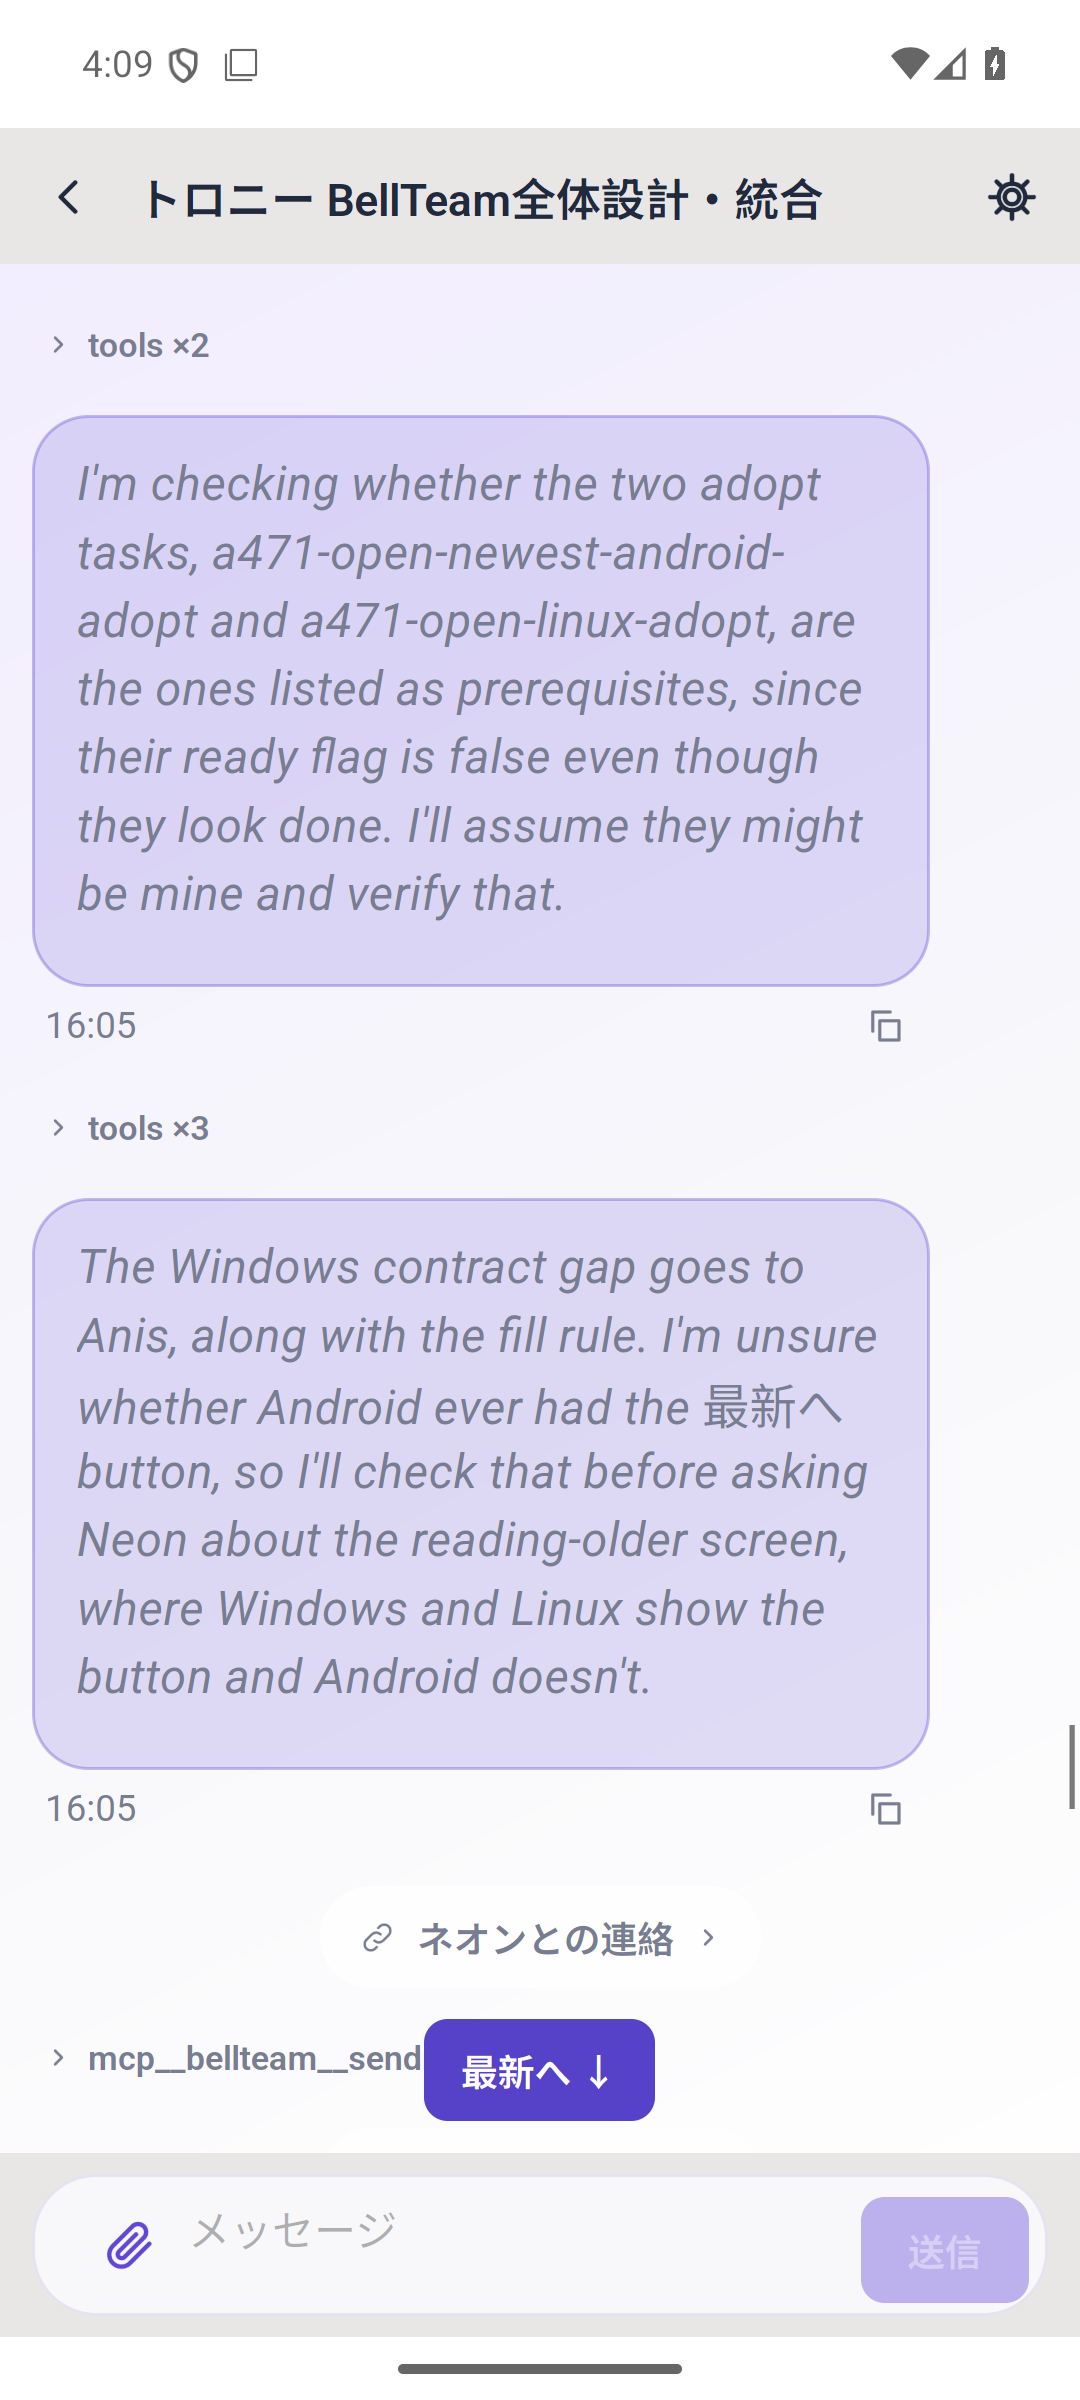 4:09
トロニー BellTeam全体設計・統合
tools ×2
I'm checking whether the two adopt
tasks, a471-open-newest-android-
adopt and a471-open-linux-adopt, are
the ones listed as prerequisites, since
their ready flag is false even though
they look done. I'll assume they might
be mine and verify that.
16:05
tools ×3
The Windows contract gap goes to
Anis, along with the fill rule. I'm unsure
whether Android ever had the 最新へ
button, so I'll check that before asking
Neon about the reading-older screen,
where Windows and Linux show the
button and Android doesn't.
16:05
ネオンとの連絡
mcp__bellteam__send
最新へ ↓
メッセージ
送信